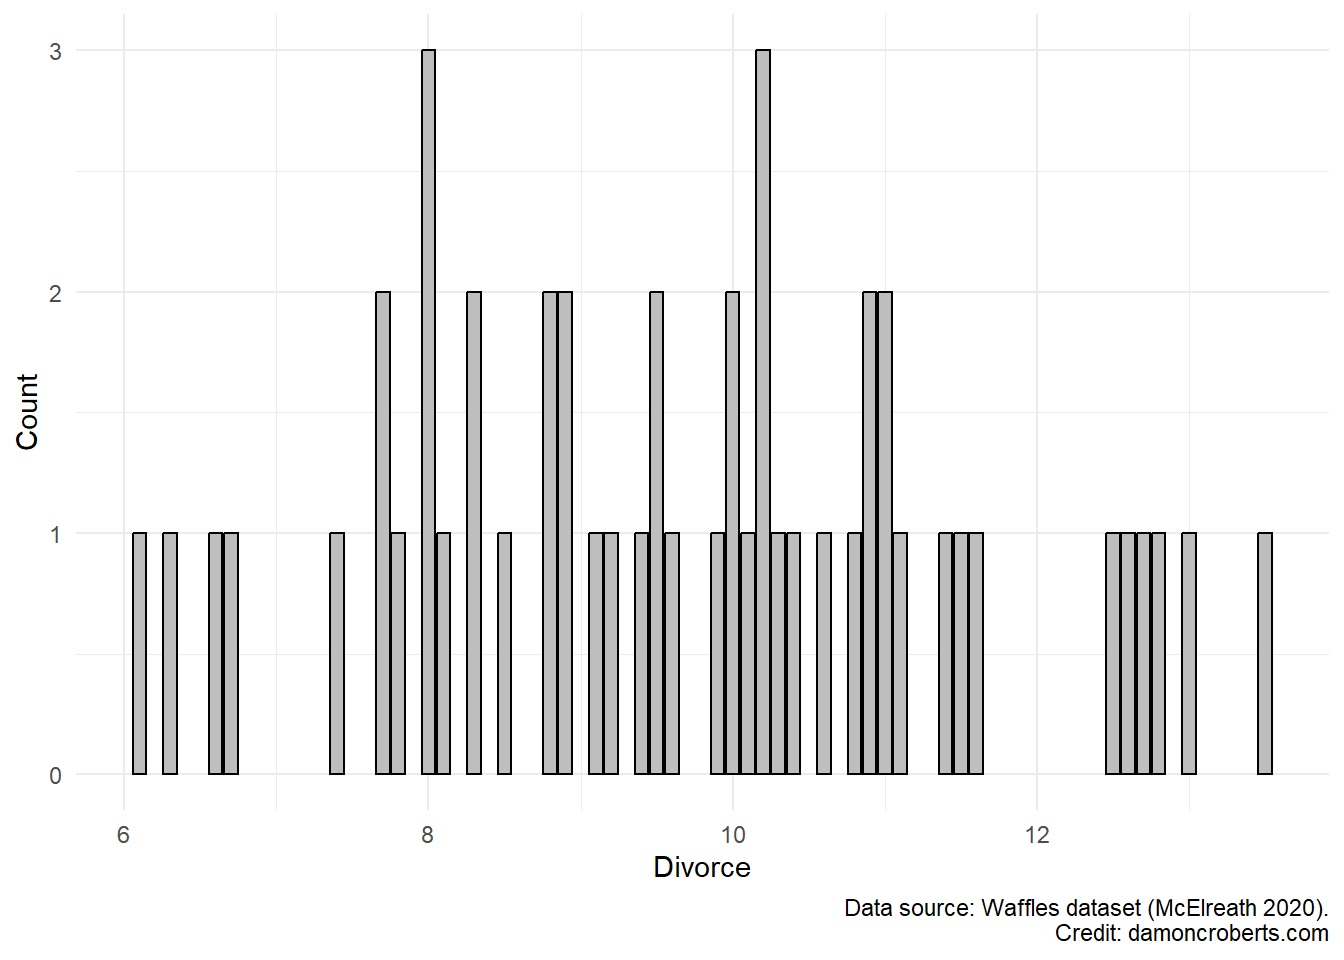 3
2
1
0
Count
6 8 10 12
Divorce
Data source: Waffles dataset (McElreath 2020).
Credit: damoncroberts.com